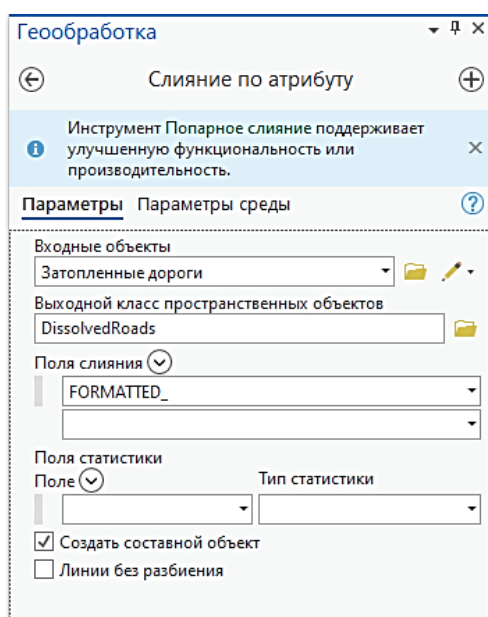 Геообработка
Слияние по атрибуту
Инструмент Попарное слияние поддерживает
улучшенную функциональность или
производительность.
Параметры Параметры среды
Входные объекты
Затопленные дороги
Выходной класс пространственных объектов
DissolvedRoads
Поля слияния
FORMATTED_
Поля статистики
Поле Тип статистики
Создать составной объект
Линии без разбиения